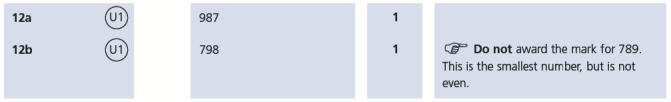 12a U1 987 1
12b U1 798 1 ☞ Do not award the mark for 789.
This is the smallest number, but is not
even.